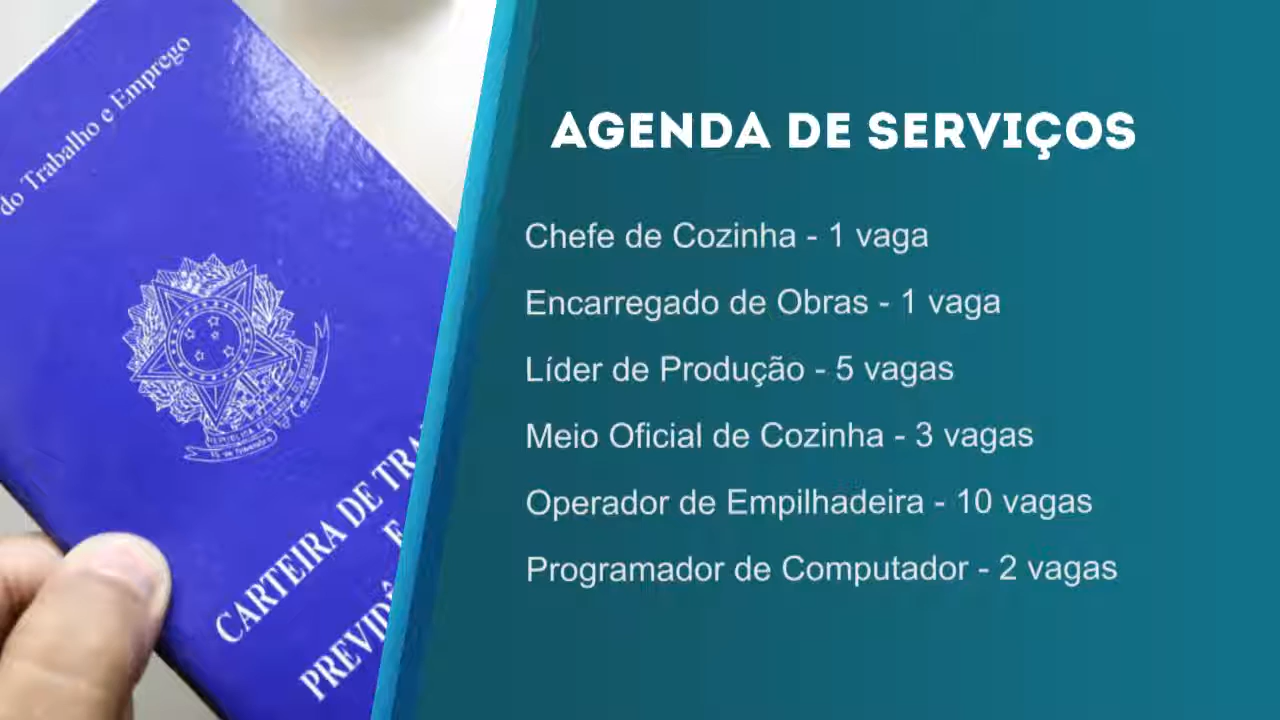 do Trabalho e Emprego
CARTEIRA DE
E
AGENDA DE SERVIÇOS
Chefe de Cozinha - 1 vaga
Encarregado de Obras - 1 vaga
Líder de Produção - 5 vagas
Meio Oficial de Cozinha - 3 vagas
Operador de Empilhadeira - 10 vagas
Programador de Computador - 2 vagas